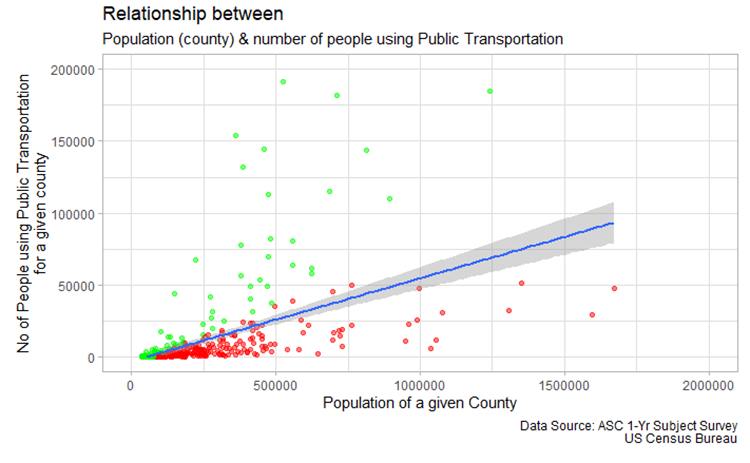 Relationship between
Population (county) & number of people using Public Transportation
No of People using Public Transportation
for a given county
200000
150000
100000
50000
0
0
500000
1000000
1500000
2000000
Population of a given County
Data Source: ASC 1-Yr Subject Survey
US Census Bureau